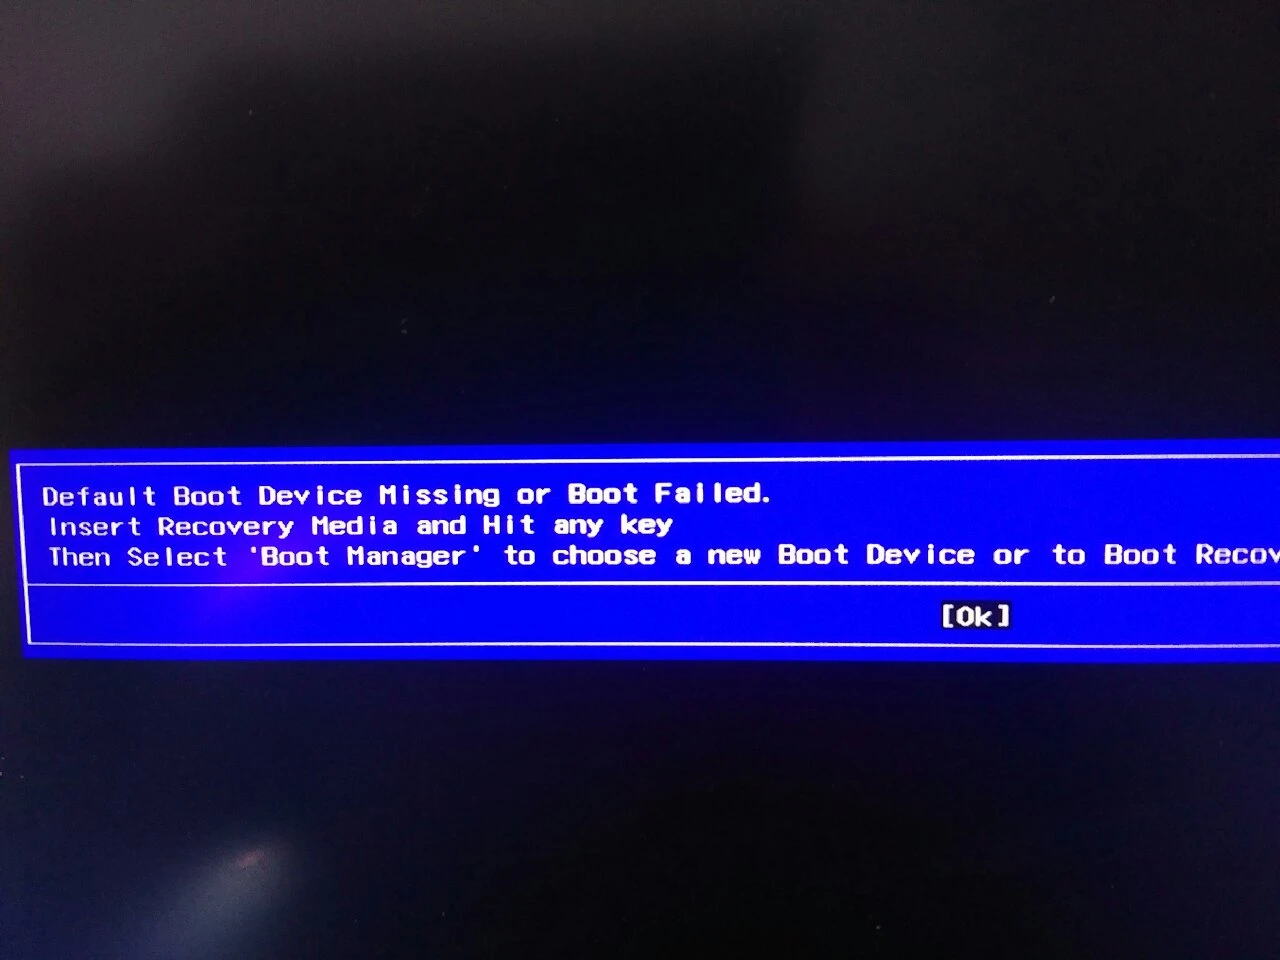 Default Boot Device Missing or Boot Failed.
Insert Recovery Media and Hit any key
Then Select 'Boot Manager' to choose a new Boot Device or to Boot Recov
[Ok]